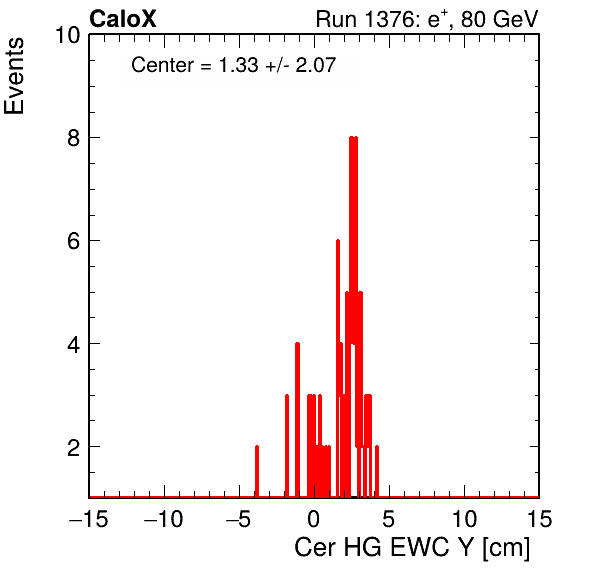 CaloX Run 1376: e⁺, 80 GeV
Events
Center = 1.33 +/- 2.07
10
8
6
4
2
−15 −10 −5 0 5 10 15
Cer HG EWC Y [cm]